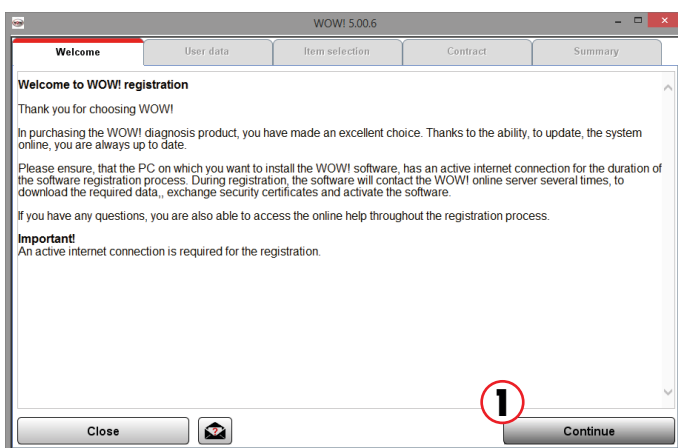 WOW! 5.00.6
Welcome
User data
Item selection
Contract
Summary
Welcome to WOW! registration
Thank you for choosing WOW!
In purchasing the WOW! diagnosis product, you have made an excellent choice. Thanks to the ability, to update, the system
online, you are always up to date.
Please ensure, that the PC on which you want to install the WOW! software, has an active internet connection for the duration of
the software registration process. During registration, the software will contact the WOW! online server several times, to
download the required data,, exchange security certificates and activate the software.
If you have any questions, you are also able to access the online help throughout the registration process.
Important!
An active internet connection is required for the registration.
1
Close
?
Continue